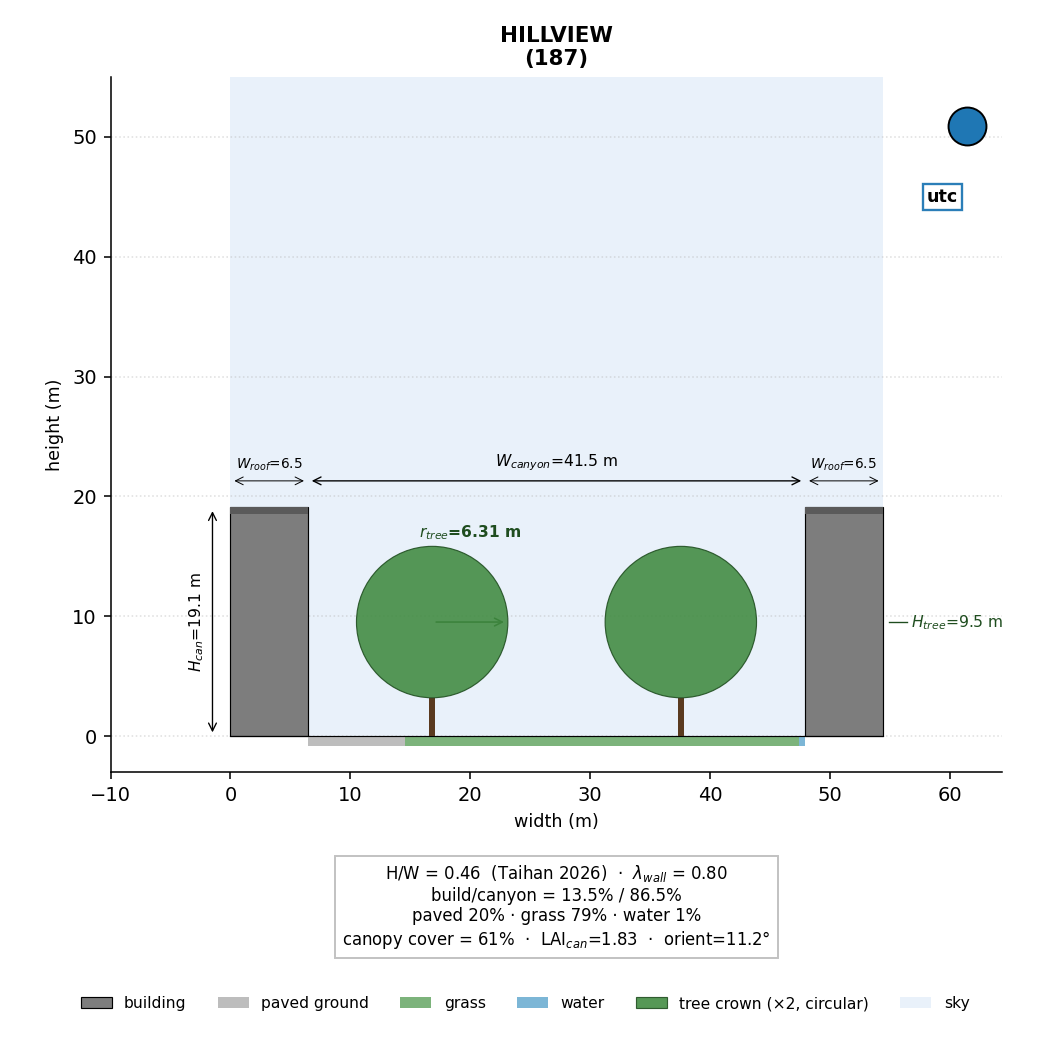 HILLVIEW
(187)
50
utc
40
30
height (m)
W_roof=6.5
W_canyon=41.5 m
W_roof=6.5
20
r_tree=6.31 m
H_can=19.1 m
10
H_tree=9.5 m
0
−10 0 10 20 30 40 50 60
width (m)
H/W = 0.46 (Taihan 2026) · λ_wall = 0.80
build/canyon = 13.5% / 86.5%
paved 20% · grass 79% · water 1%
canopy cover = 61% · LAI_can=1.83 · orient=11.2°
building paved ground grass water tree crown (×2, circular) sky